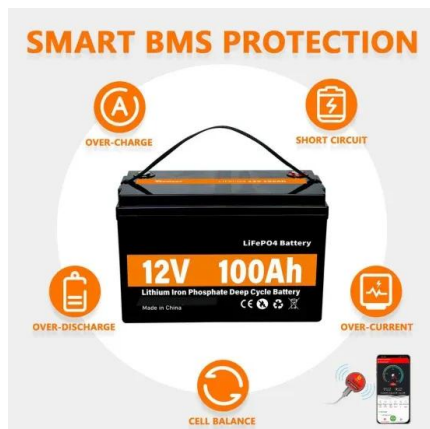 SMART BMS PROTECTION
OVER-CHARGE
SHORT CIRCUIT
LiFePO4 Battery
12V 100Ah
Lithium Iron Phosphate Deep Cycle Battery
Made in China
CE
OVER-DISCHARGE
OVER-CURRENT
CELL BALANCE